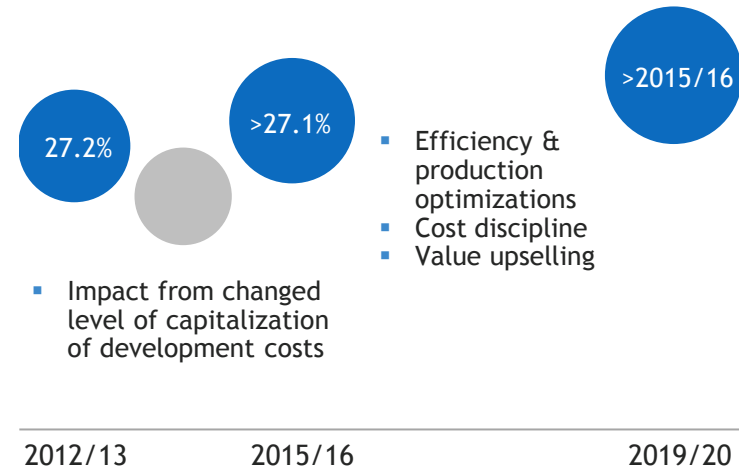 27.2%
>27.1%
>2015/16
▪ Efficiency &
production
optimizations
▪ Cost discipline
▪ Value upselling
▪ Impact from changed
level of capitalization
of development costs
2012/13
2015/16
2019/20